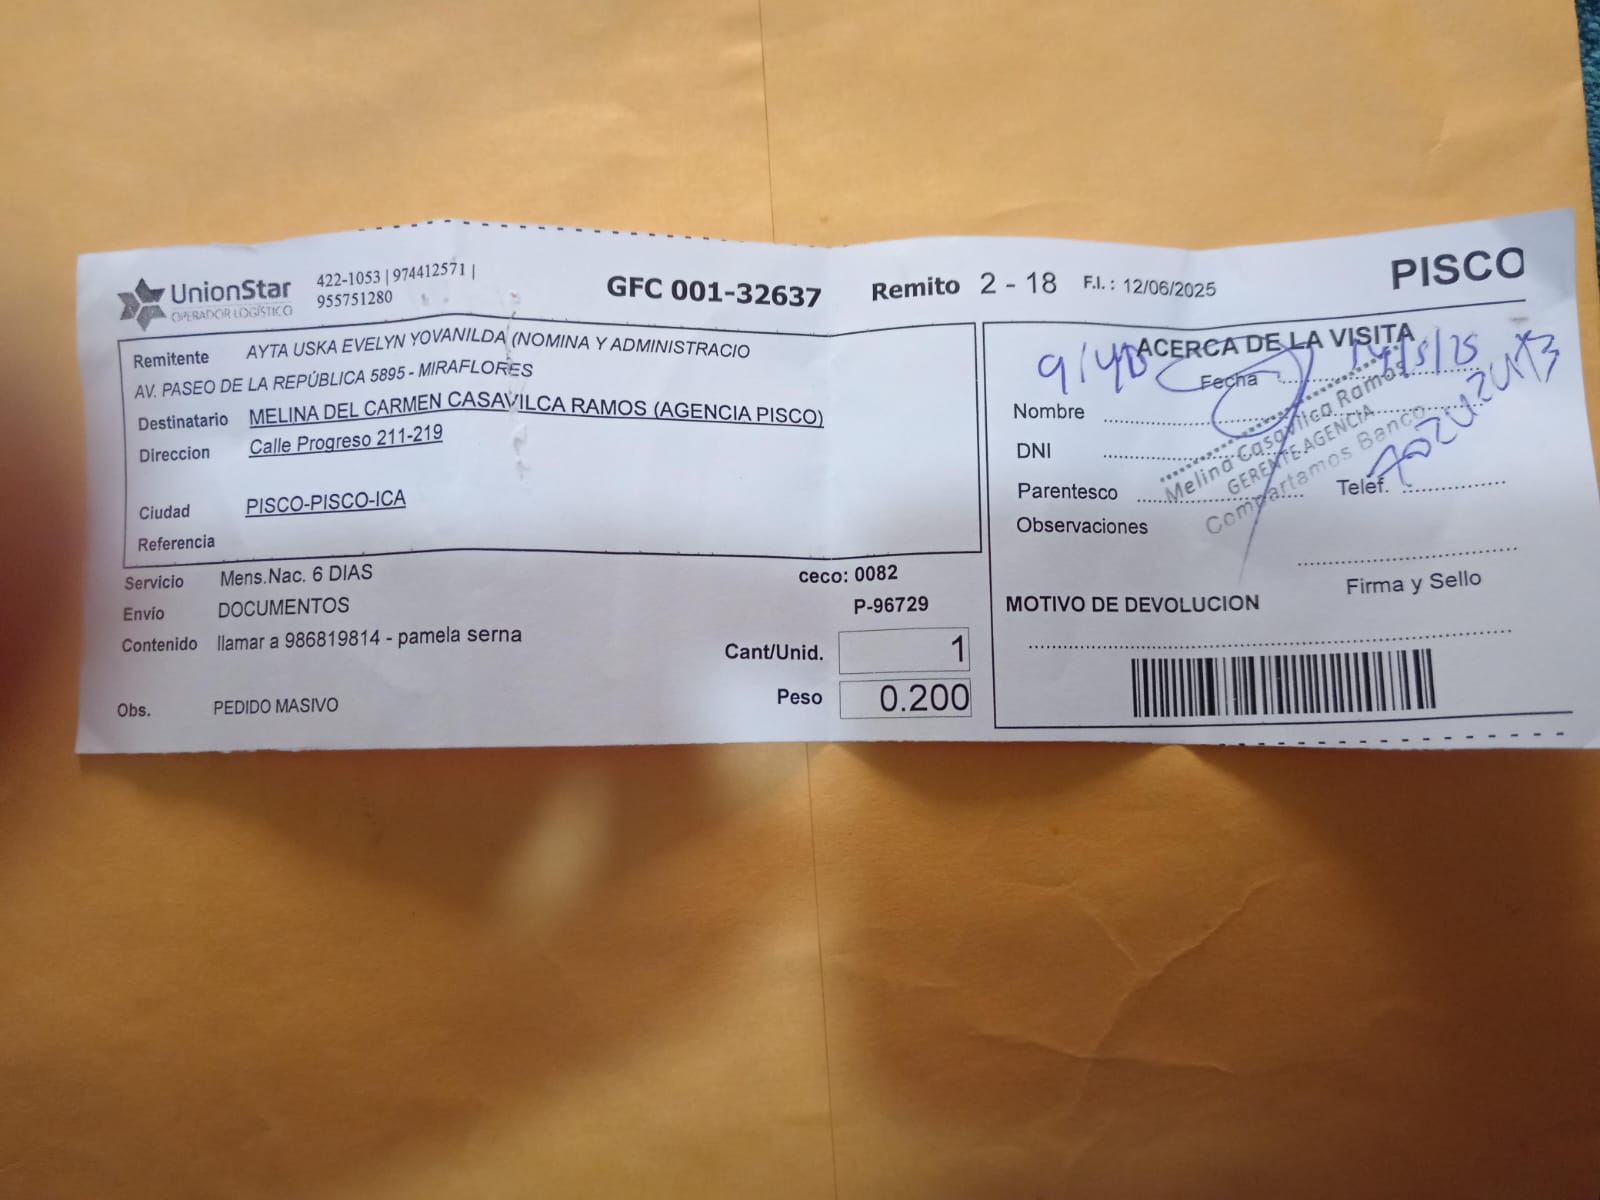 UnionStar
OPERADOR LOGÍSTICO
422-1053 | 974412571 |
955751280
GFC 001-32637
Remito 2 - 18
F.I. : 12/06/2025
PISCO
Remitente AYTA USKA EVELYN YOVANILDA (NOMINA Y ADMINISTRACIO
AV. PASEO DE LA REPÚBLICA 5895 - MIRAFLORES
Destinatario MELINA DEL CARMEN CASAVILCA RAMOS (AGENCIA PISCO)
Direccion Calle Progreso 211-219
Ciudad PISCO-PISCO-ICA
Referencia
Servicio Mens.Nac. 6 DIAS
ceco: 0082
Envío DOCUMENTOS
P-96729
Contenido llamar a 986819814 - pamela serna
Cant/Unid. 1
Peso 0.200
Obs. PEDIDO MASIVO
ACERCA DE LA VISITA
9/40
Fecha
Nombre
DNI
Parentesco
Telef.
Observaciones
Melina Casavilca Ramos
GERENTE AGENCIA
Compartamos Banco
Firma y Sello
MOTIVO DE DEVOLUCION